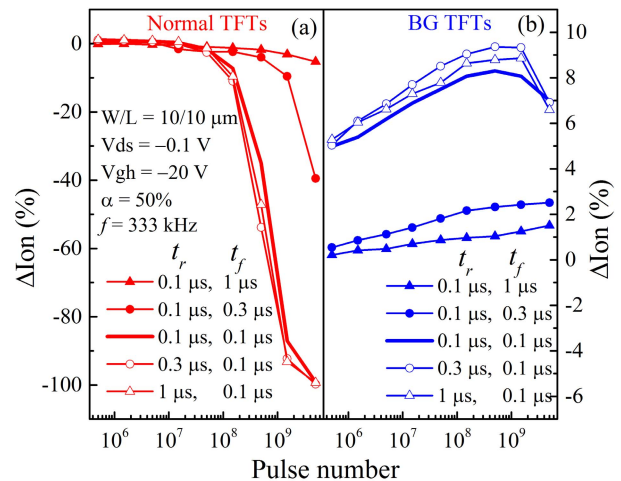 Normal TFTs (a)
W/L = 10/10 μm
Vds = –0.1 V
Vgh = –20 V
α = 50%
f = 333 kHz
tr tf
0.1 μs, 1 μs
0.1 μs, 0.3 μs
0.1 μs, 0.1 μs
0.3 μs, 0.1 μs
1 μs, 0.1 μs
0
-20
-40
-60
-80
-100
ΔIon (%)
10^6 10^7 10^8 10^9
BG TFTs (b)
tr tf
0.1 μs, 1 μs
0.1 μs, 0.3 μs
0.1 μs, 0.1 μs
0.3 μs, 0.1 μs
1 μs, 0.1 μs
10
8
6
4
2
0
-2
-4
-6
ΔIon (%)
10^6 10^7 10^8 10^9
Pulse number